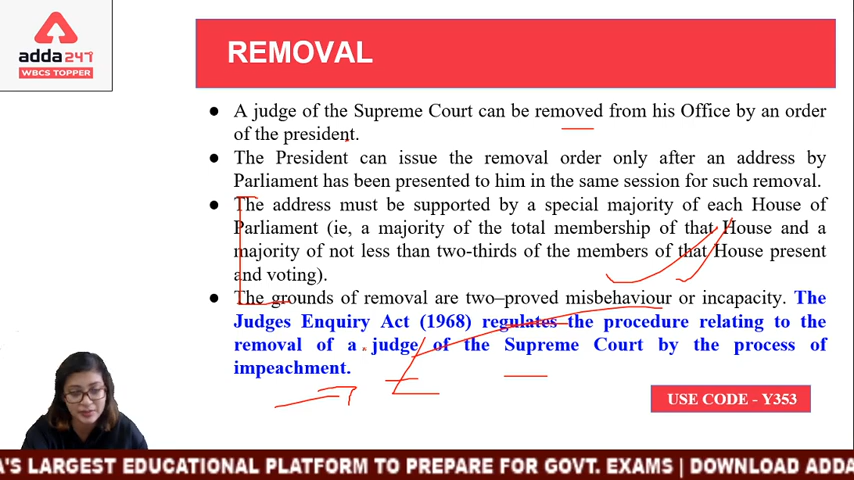 adda247
WBCS TOPPER
REMOVAL
● A judge of the Supreme Court can be removed from his Office by an order
of the president.
● The President can issue the removal order only after an address by
Parliament has been presented to him in the same session for such removal.
● The address must be supported by a special majority of each House of
Parliament (ie, a majority of the total membership of that House and a
majority of not less than two-thirds of the members of that House present
and voting).
● The grounds of removal are two–proved misbehaviour or incapacity. The
Judges Enquiry Act (1968) regulates the procedure relating to the
removal of a judge of the Supreme Court by the process of
impeachment.
USE CODE - Y353
A'S LARGEST EDUCATIONAL PLATFORM TO PREPARE FOR GOVT. EXAMS | DOWNLOAD ADDA